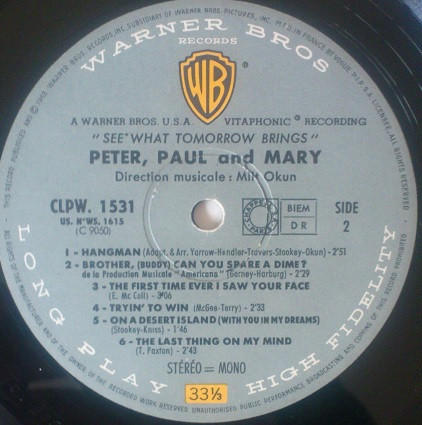 WARNER BROS
RECORDS
WB
A WARNER BROS. U.S.A. VITAPHONIC ® RECORDING
"SEE WHAT TOMORROW BRINGS"
PETER, PAUL and MARY
Direction musicale : Milt Okun
CLPW. 1531
US. N° WS. 1615
(C 9050)
BIEM
DR
SIDE
2
1 - HANGMAN (Adapt. & Arr. Yarrow-Hendler-Travers-Stookey-Okun) - 2'51
2 - BROTHER, (BUDDY) CAN YOU SPARE A DIME ?
de la Production Musicale "Americana" (Gorney-Harburg) - 2'29
3 - THE FIRST TIME EVER I SAW YOUR FACE
(E. Mc Coll) - 3'06
4 - TRYIN' TO WIN (McGee-Terry) - 2'33
5 - ON A DESERT ISLAND (WITH YOU IN MY DREAMS)
(Stookey-Kniss) - 1'46
6 - THE LAST THING ON MY MIND
(T. Paxton) - 2'43
STÉRÉO = MONO
33 1/3
LONG PLAY
HIGH FIDELITY